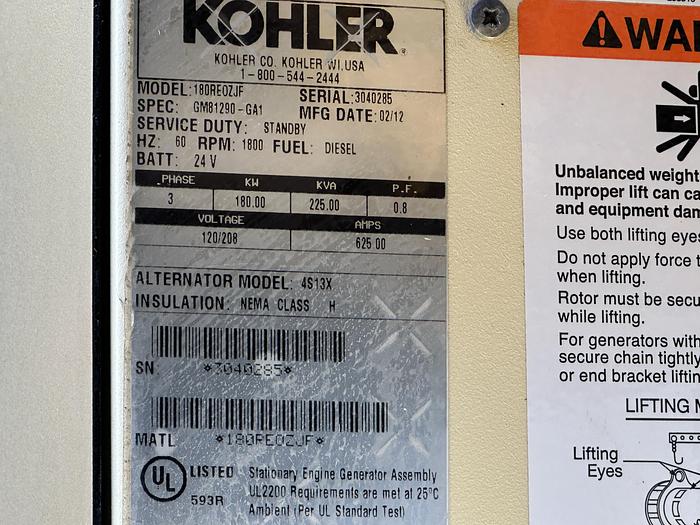 KOHLER®
KOHLER CO. KOHLER WI.USA
1-800-544-2444
MODEL: 180REOZJF SERIAL: 3040285
SPEC: GM81290-GA1 MFG DATE: 02/12
SERVICE DUTY: STANDBY
HZ: 60 RPM: 1800 FUEL: DIESEL
BATT: 24 V
PHASE KW KVA P.F.
3 180.00 225.00 0.8
VOLTAGE AMPS
120/208 625.00
ALTERNATOR MODEL: 4S13X
INSULATION: NEMA CLASS H
SN: *3040285*
MATL *180REOZJF*
UL LISTED
593R
Stationary Engine Generator Assembly
UL2200 Requirements are met at 25°C
Ambient (Per UL Standard Test)
WAR
Unbalanced weight
Improper lift can ca
and equipment dam
Use both lifting eyes
Do not apply force t
when lifting.
Rotor must be secu
while lifting.
For generators with
secure chain tightly
or end bracket liftin
LIFTING M
Lifting
Eyes